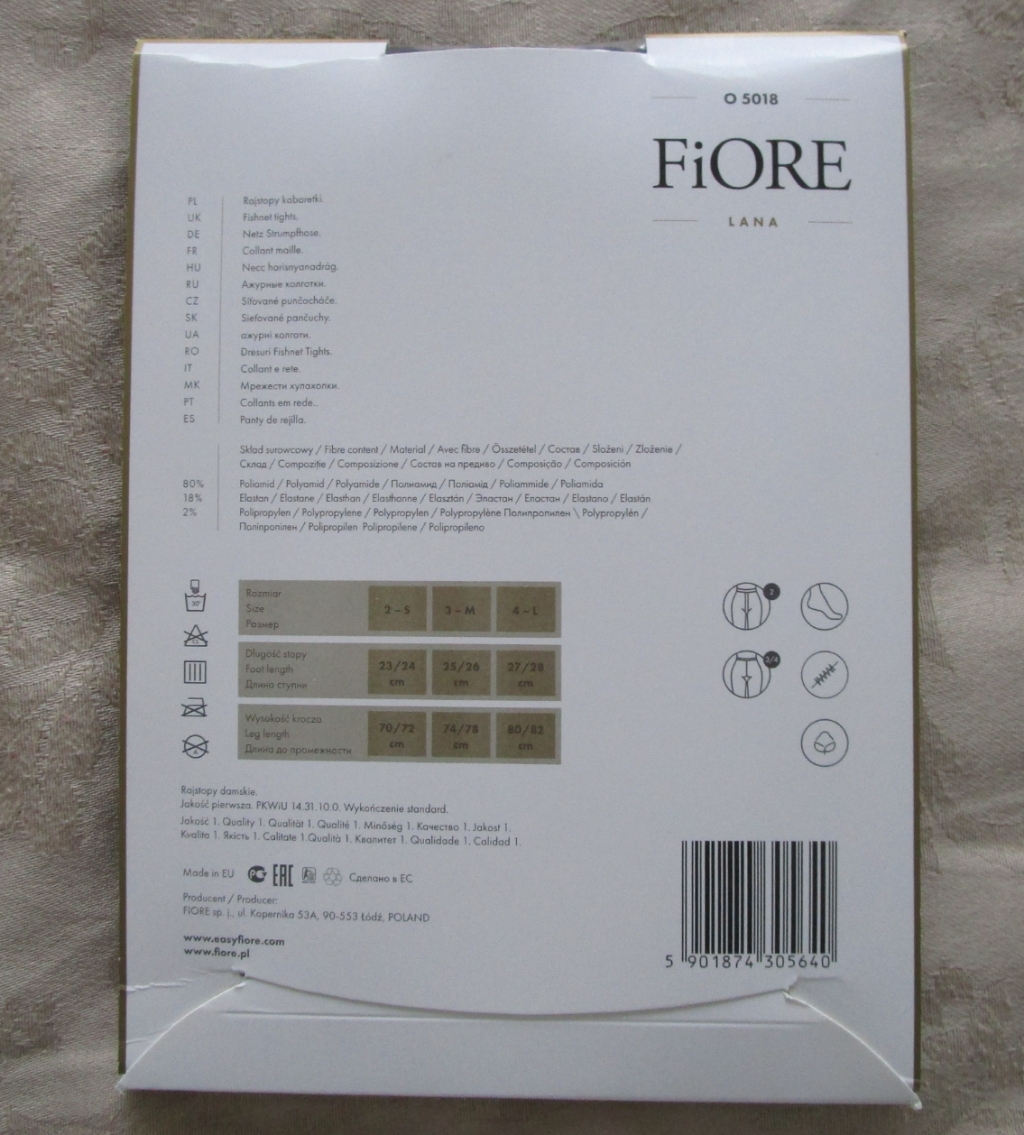 O 5018
FiORE
LANA
PL Rajstopy kabaretki.
UK Fishnet tights.
DE Netz Strumpfhose.
FR Collant maille.
HU Necc harisnyanadrág.
RU Ажурные колготки.
CZ Síťované punčocháče.
SK Sieťované pančuchy.
UA ажурні колготи.
RO Dresuri Fishnet Tights.
IT Collant e rete.
MK Мрежести хулахопки.
PT Collants em rede..
ES Panty de rejilla.
Skład surowcowy / Fibre content / Material / Avec fibre / Összetétel / Состав / Složeni / Zloženie /
Склад / Compoziție / Composizione / Состав на предиво / Composição / Composición
80% Poliamid / Polyamid / Polyamide / Полиамид / Поліамід / Poliammide / Poliamida
18% Elastan / Elastane / Elasthan / Elasthanne / Elasztán / Эластан / Еластан / Elastano / Elastán
2% Polipropylen / Polypropylene / Polypropylen / Polypropylène Полипропилен \ Polypropylén /
Поліпропілен / Polipropilen Polipropilene / Polipropileno
30°
Rozmiar
Size
Розмер
2 – S 3 – M 4 – L
Długość stopy
Foot length
Длина ступни
23/24 cm 25/26 cm 27/28 cm
Wysokość krocza
Leg length
Длина до промежности
70/72 cm 74/78 cm 80/82 cm
2
3/4
Rajstopy damskie.
Jakość pierwsza. PKWiU 14.31.10.0. Wykończenie standard.
Jakość 1. Quality 1. Qualität 1. Qualité 1. Minőség 1. Качество 1. Jakost 1.
Kvalita 1. Якість 1. Calitate 1.Qualità 1. Квалитет 1. Qualidade 1. Calidad 1.
Made in EU EAC Сделано в ЕС
Producent / Producer:
FiORE sp. j., ul. Kopernika 53A, 90-553 Łódź, POLAND
www.easyfiore.com
www.fiore.pl
5 901874 305640